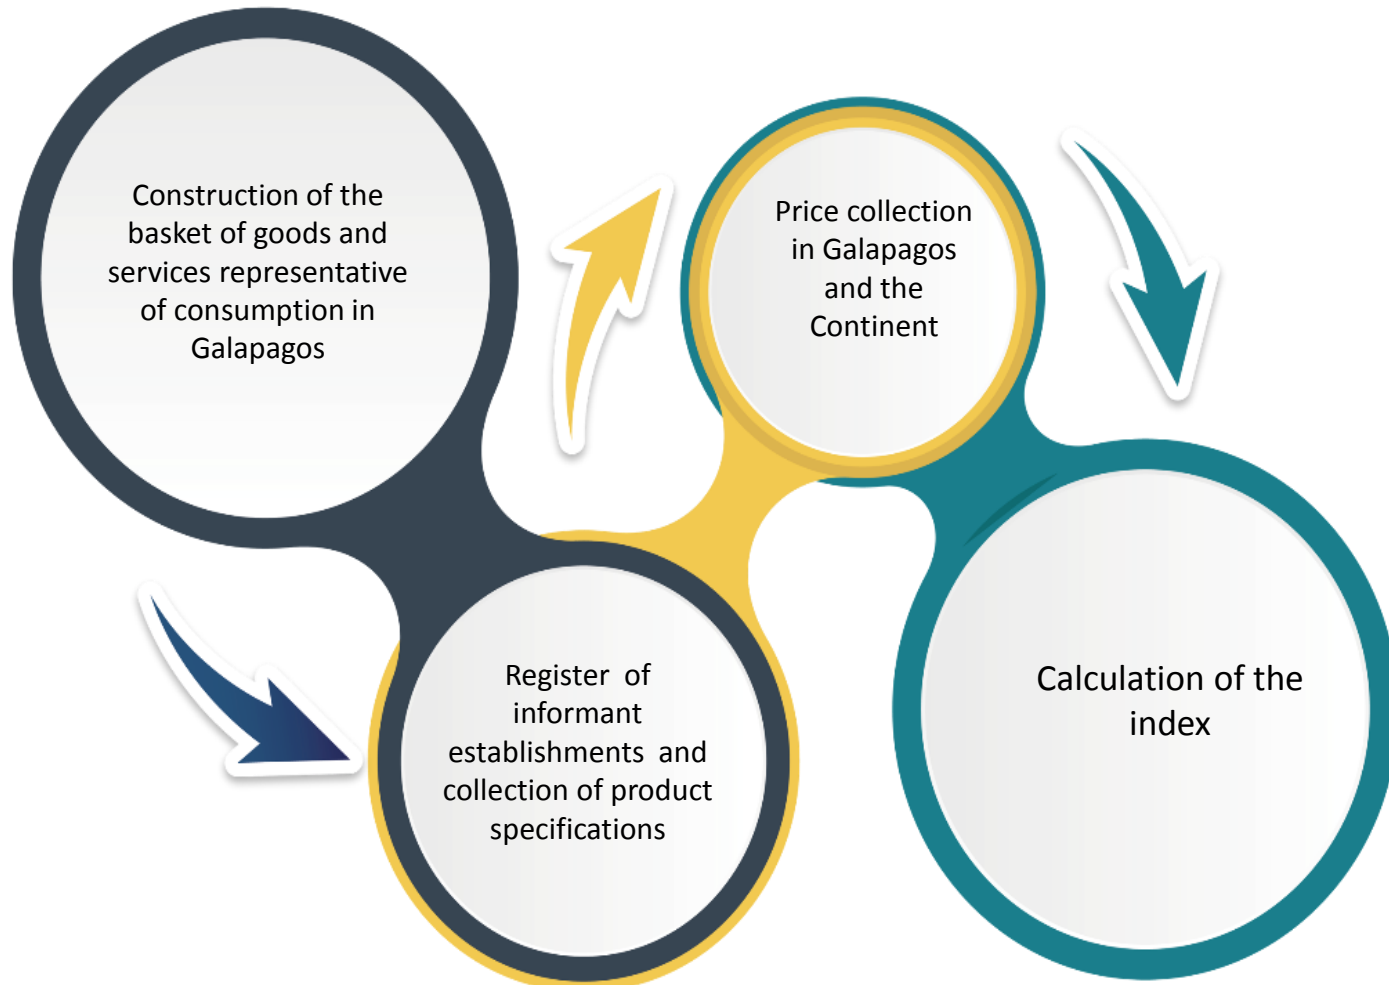 Construction of the
basket of goods and
services representative
of consumption in
Galapagos
Register of
informant
establishments and
collection of product
specifications
Price collection
in Galapagos
and the
Continent
Calculation of the
index